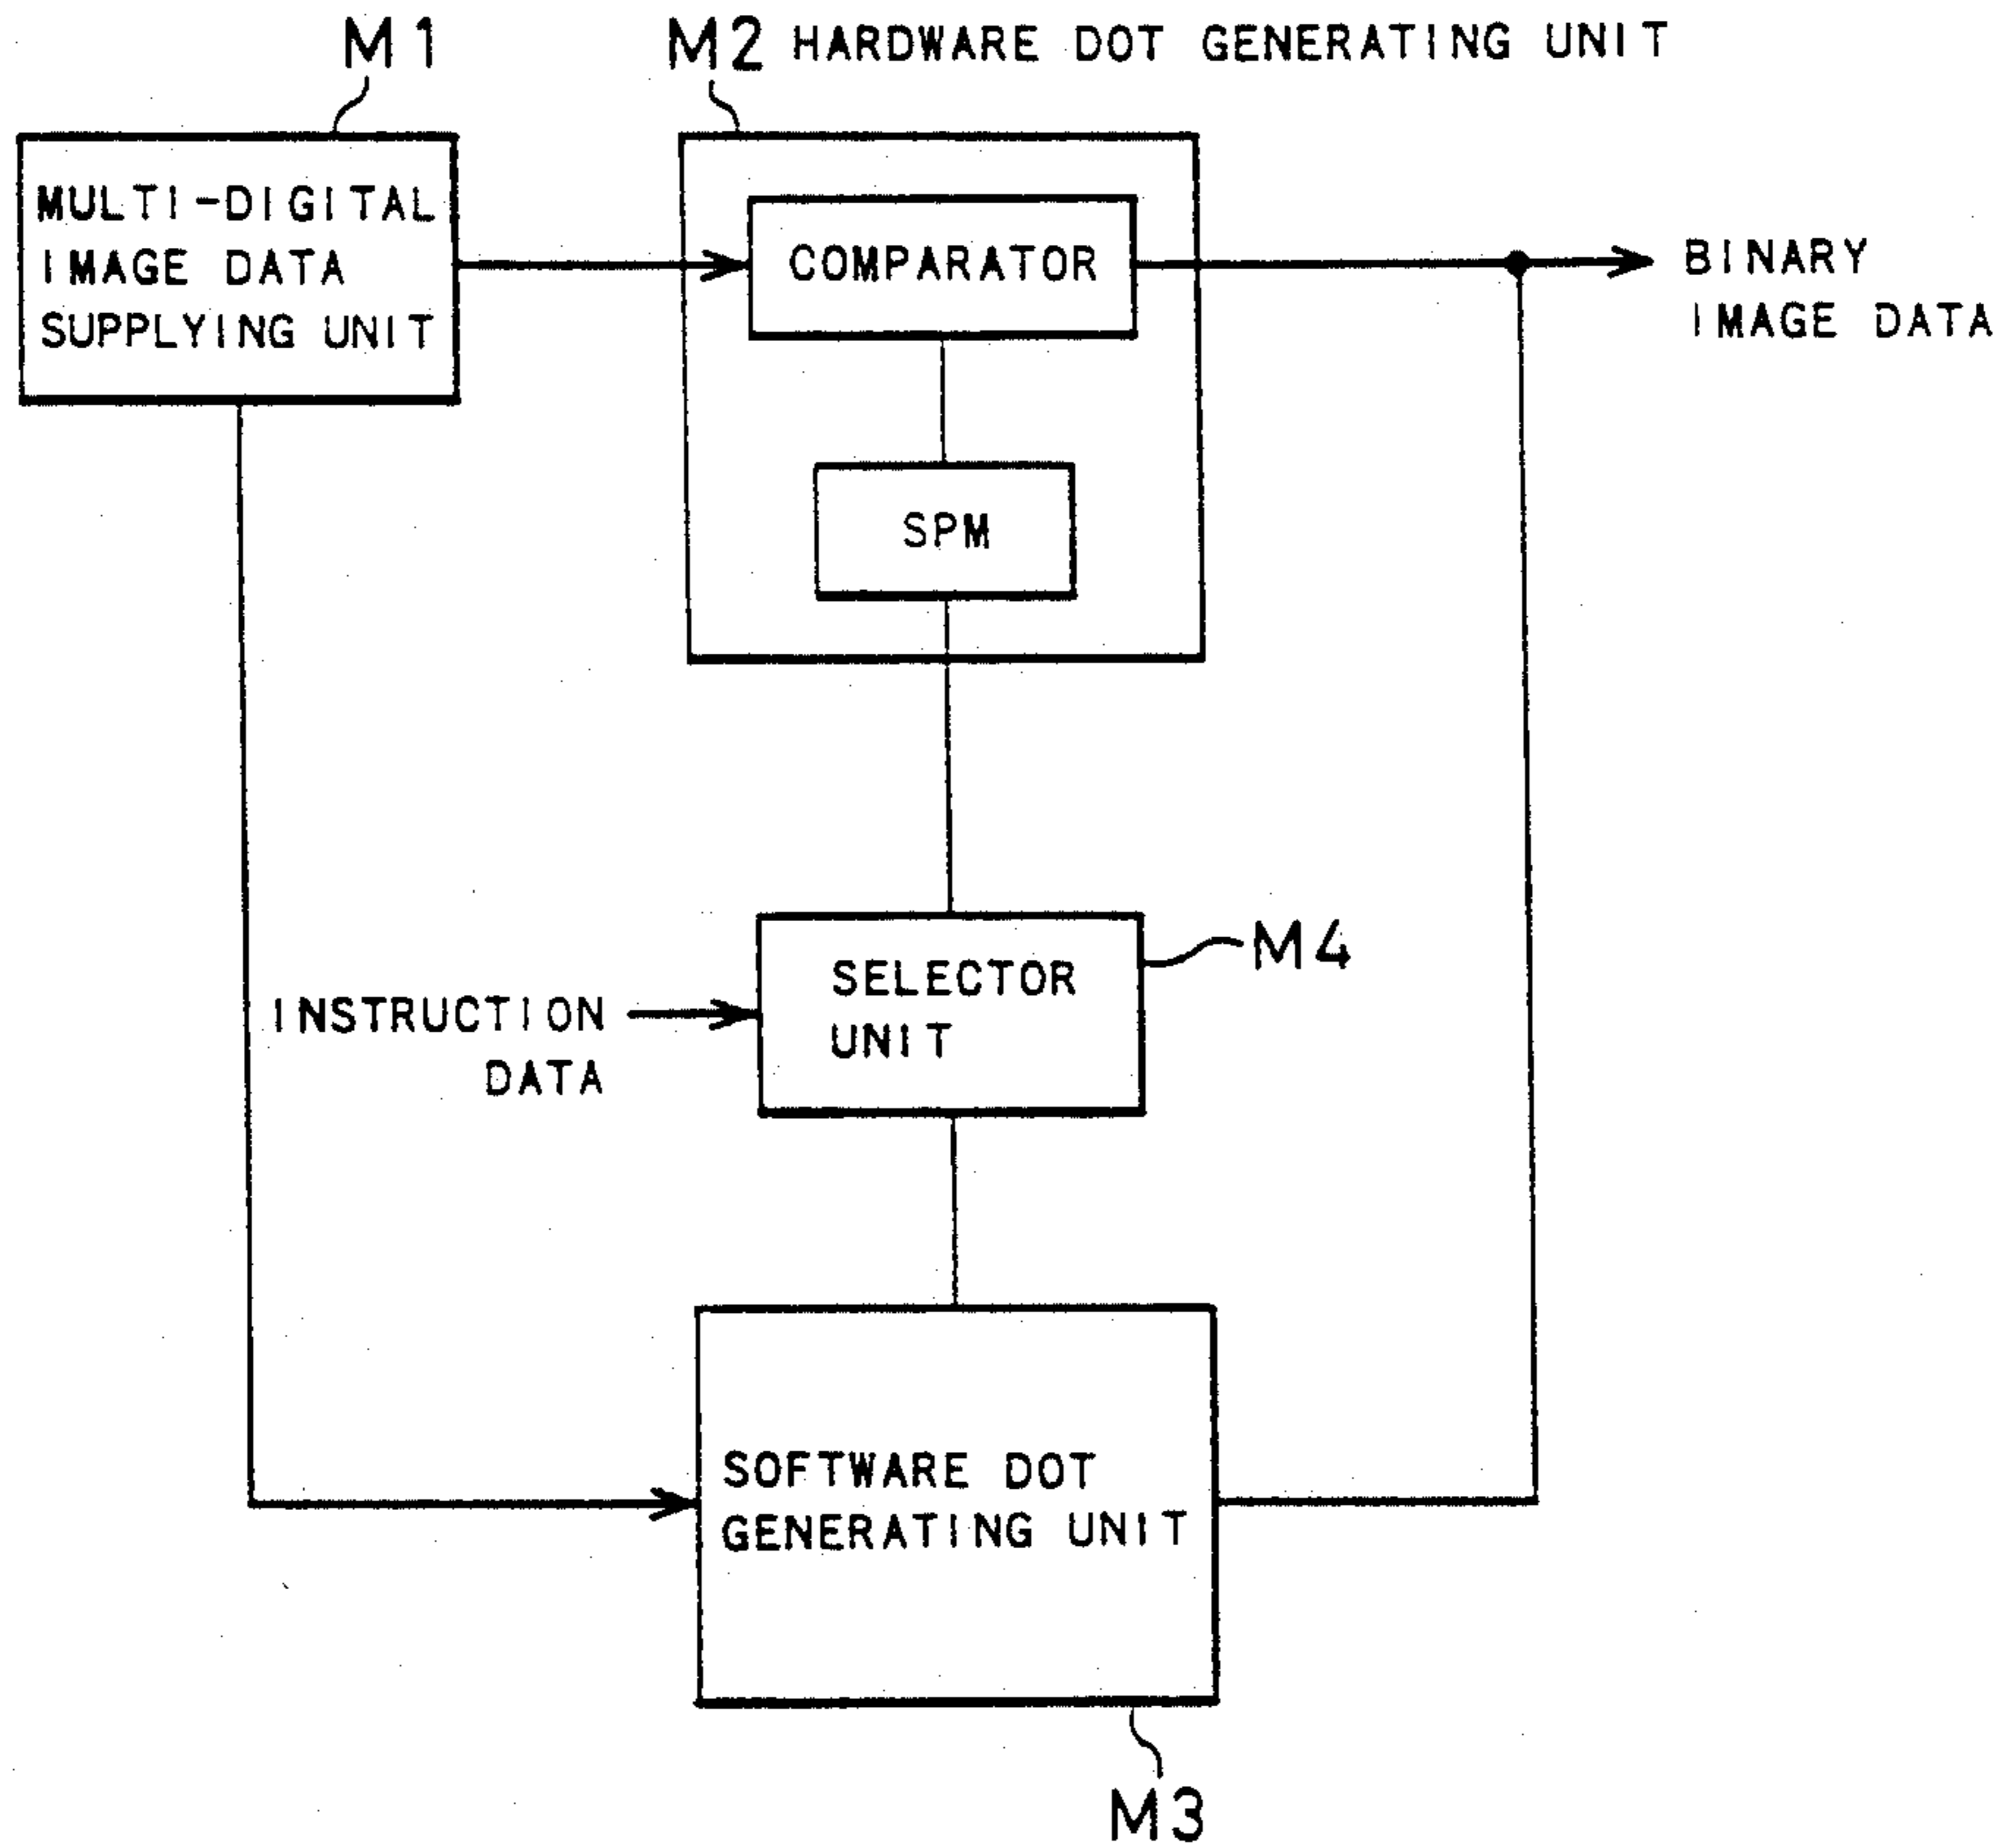 M1
M2 HARDWARE DOT GENERATING UNIT
MULTI-DIGITAL
IMAGE DATA
SUPPLYING UNIT
COMPARATOR
BINARY
IMAGE DATA
SPM
SELECTOR
UNIT
M4
INSTRUCTION
DATA
SOFTWARE DOT
GENERATING UNIT
M3